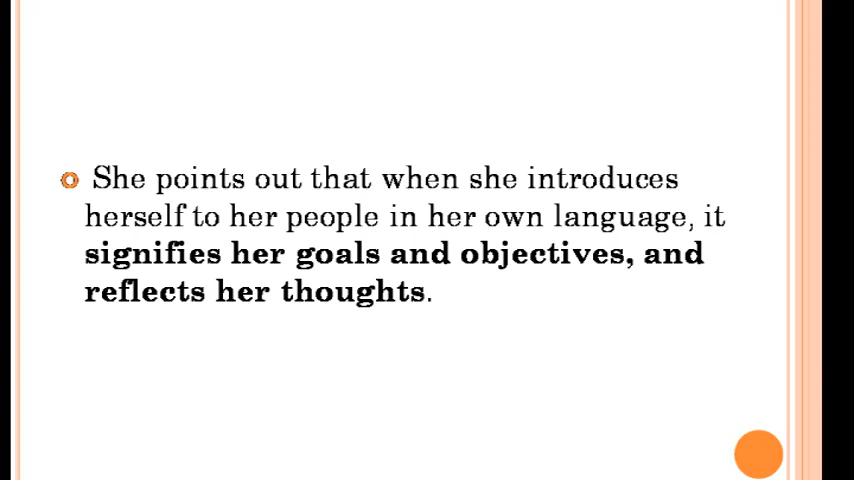 She points out that when she introduces
herself to her people in her own language, it
signifies her goals and objectives, and
reflects her thoughts.